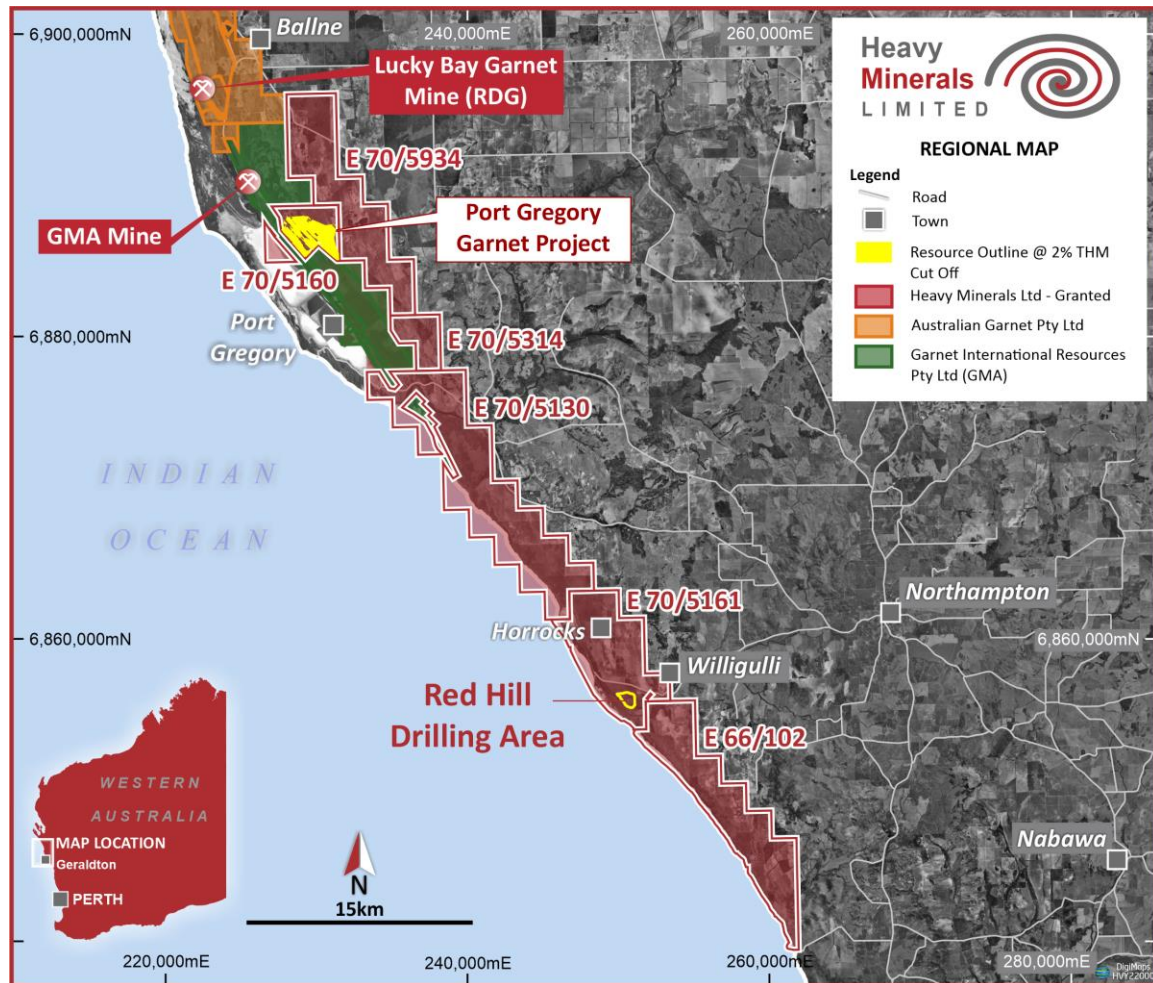 6,900,000mN
Ballne
240,000mE
260,000mE
Heavy
Minerals
LIMITED
REGIONAL MAP
Legend
Road
Town
Resource Outline @ 2% THM
Cut Off
Heavy Minerals Ltd - Granted
Australian Garnet Pty Ltd
Garnet International Resources
Pty Ltd (GMA)
Lucky Bay Garnet
Mine (RDG)
E 70/5934
GMA Mine
Port Gregory
Garnet Project
E 70/5160
Port
Gregory
6,880,000mN
E 70/5314
E 70/5130
INDIAN
OCEAN
E 70/5161
Northampton
Horrocks
6,860,000mN
6,860,000mN
Willigulli
Red Hill
Drilling Area
E 66/102
WESTERN
AUSTRALIA
MAP LOCATION
Geraldton
PERTH
N
15km
Nabawa
220,000mE
240,000mE
260,000mE
280,000mE
DigiMaps